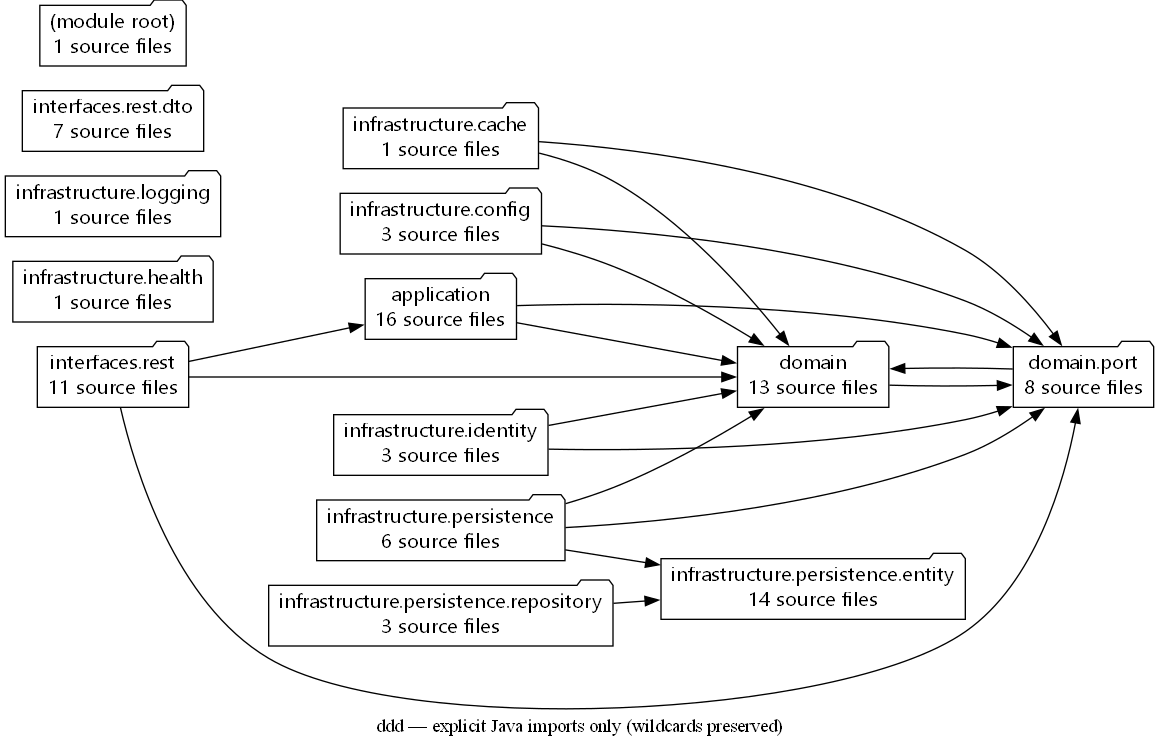 (module root)
1 source files
interfaces.rest.dto
7 source files
infrastructure.logging
1 source files
infrastructure.health
1 source files
interfaces.rest
11 source files
infrastructure.cache
1 source files
infrastructure.config
3 source files
application
16 source files
infrastructure.identity
3 source files
infrastructure.persistence
6 source files
infrastructure.persistence.repository
3 source files
domain
13 source files
infrastructure.persistence.entity
14 source files
domain.port
8 source files
ddd — explicit Java imports only (wildcards preserved)